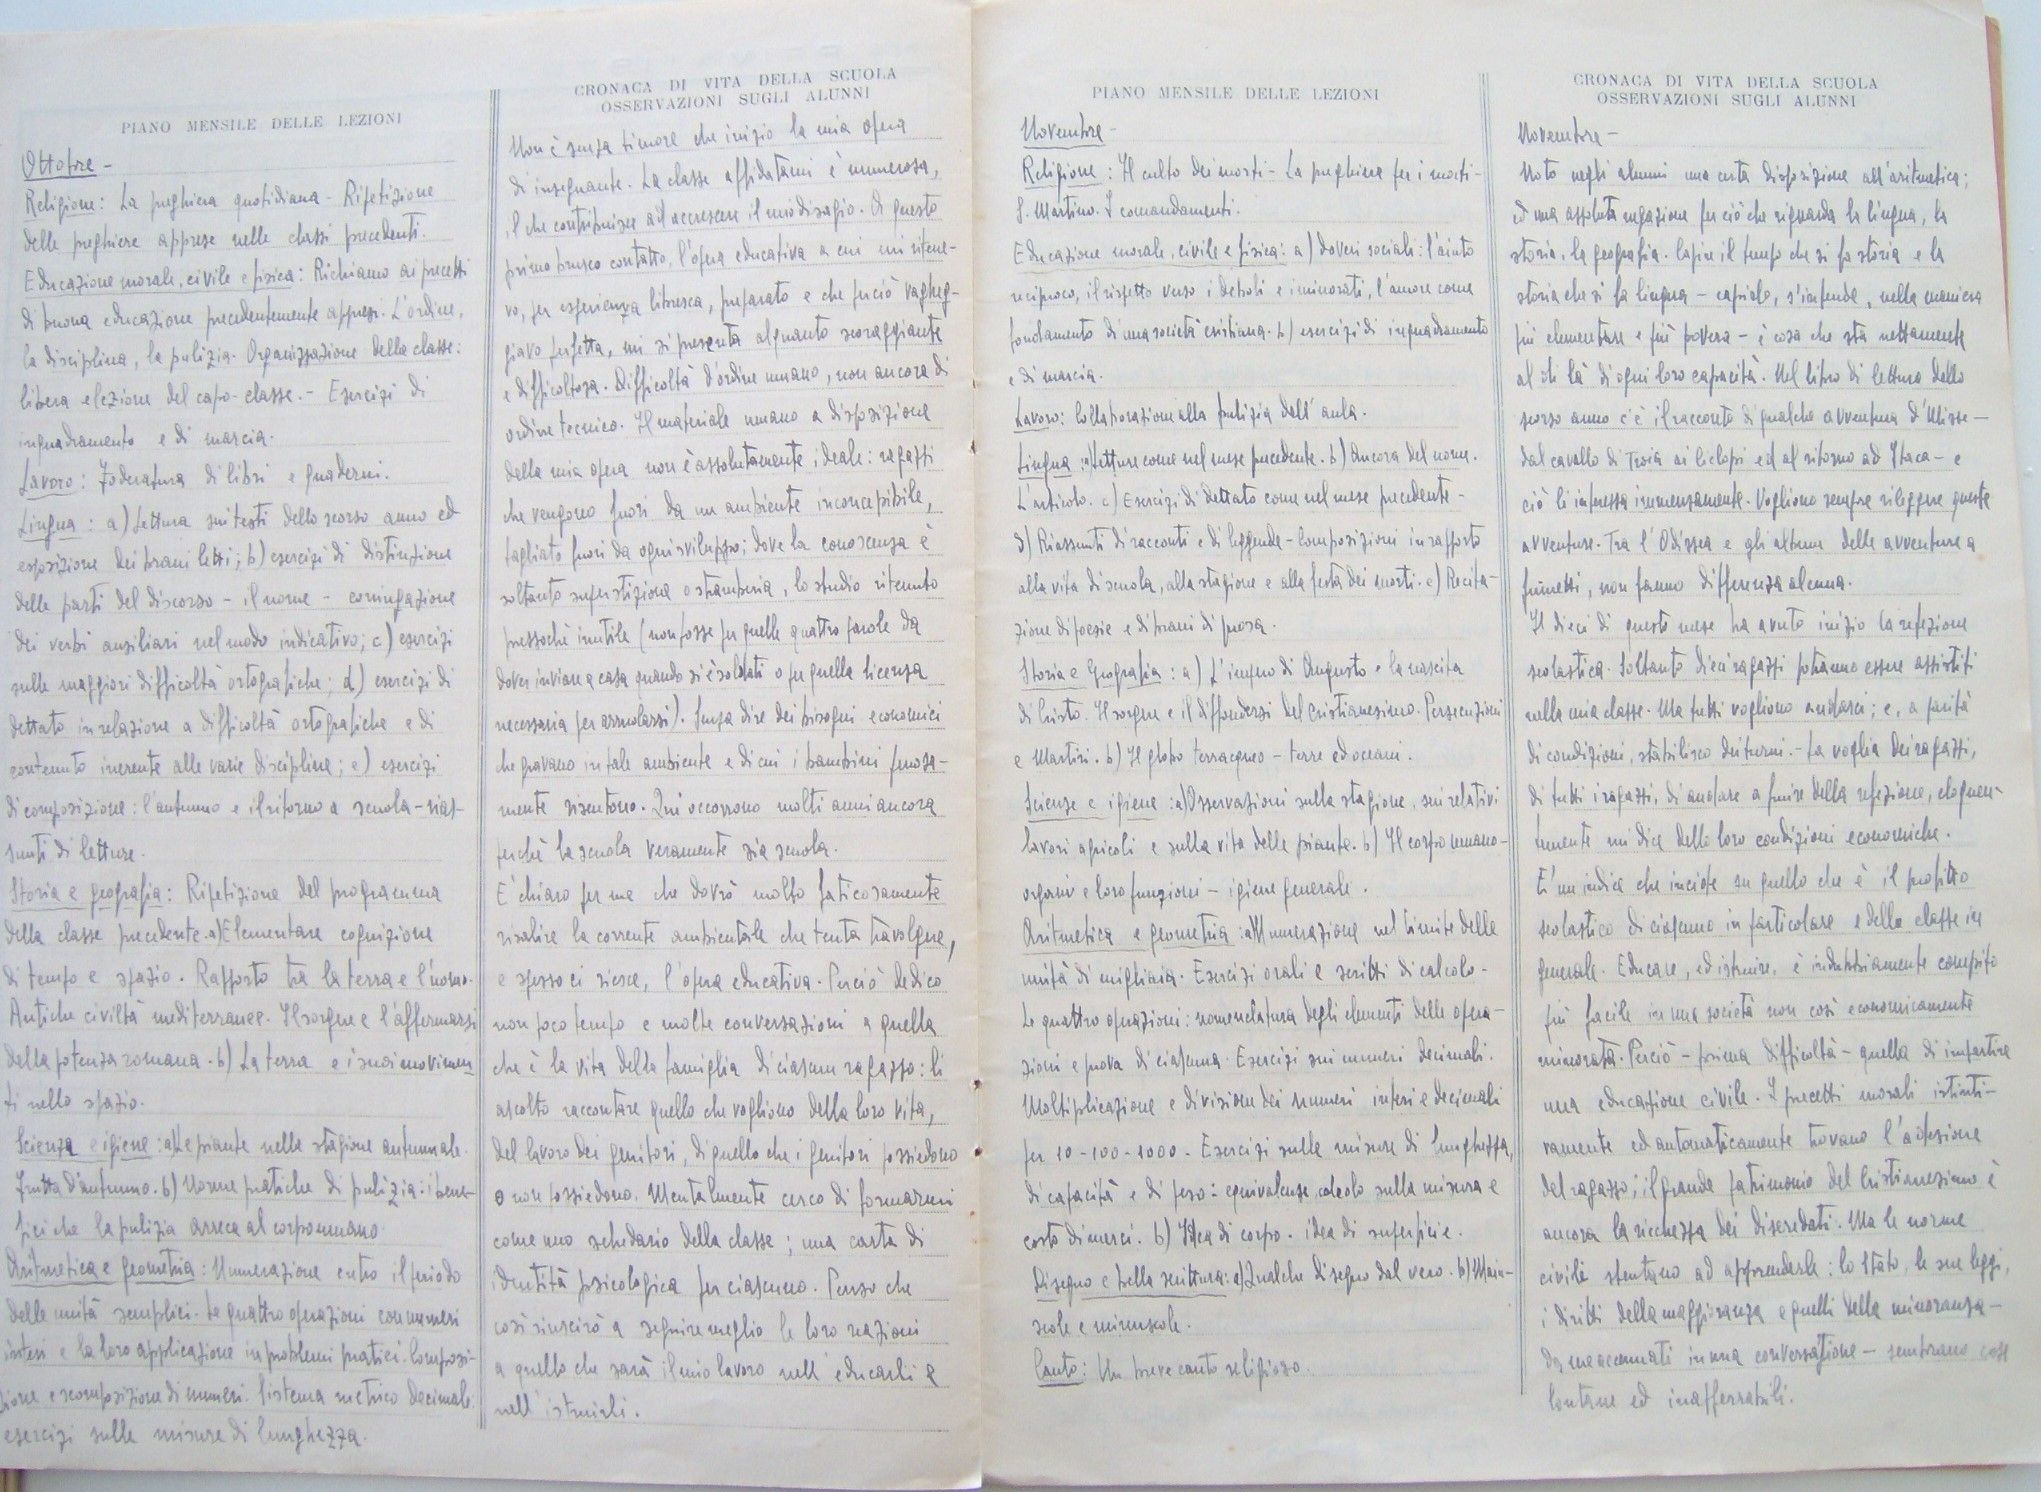 PIANO MENSILE DELLE LEZIONI
Ottobre -
Religione: La preghiera quotidiana - Ripetizione
delle preghiere apprese nelle classi precedenti.
Educazione morale, civile e fisica: Richiamo ai precetti
di buona educazione precedentemente appresi. L'ordine,
la disciplina, la pulizia. Organizzazione della classe:
libera elezione del capo-classe. - Esercizi di
inquadramento e di marcia.
Lavoro: Foderatura di libri e quaderni.
Lingua: a) Lettura sui testi dello scorso anno ed
esposizione dei brani letti; b) esercizi di distinzione
delle parti del discorso - il nome - coniugazione
dei verbi ausiliari nel modo indicativo; c) esercizi
sulle maggiori difficoltà ortografiche; d) esercizi di
dettato in relazione a difficoltà ortografiche e di
contenuto inerente alle varie discipline; e) esercizi
di composizione: l'autunno e il ritorno a scuola - rias-
sunti di letture.
Storia e geografia: Ripetizione del programma
della classe precedente. a) Elementare cognizione
di tempo e spazio. Rapporto tra la terra e l'uomo.
Antiche civiltà mediterranee. Il sorgere e l'affermarsi
della potenza romana. b) La terra e i suoi movimen
ti nello spazio.
Scienza e igiene: a) Le piante nella stagione autunnale.
Frutta d'autunno. b) Norme pratiche di pulizia: i bene-
fici che la pulizia arreca al corpo umano.
Aritmetica e geometria: Numerazione entro il periodo
delle unità semplici. Le quattro operazioni con numeri
interi e la loro applicazione in problemi pratici. Composi-
zione e scomposizione di numeri. Sistema metrico decimale.
esercizi sulle misure di lunghezza.
CRONACA DI VITA DELLA SCUOLA
OSSERVAZIONI SUGLI ALUNNI
Non è senza timore che inizio la mia opera
di insegnante. La classe affidatami è numerosa,
il che contribuisce ad accrescere il mio disagio. A questo
primo brusco contatto, l'opera educativa a cui mi ritene-
vo, per esperienza libresca, preparato e che perciò vagheg-
giavo perfetta, mi si presenta alquanto scoraggiante
e difficoltosa. Difficoltà d'ordine umano, non ancora di
ordine tecnico. Il materiale umano a disposizione
della mia opera non è assolutamente ideale: ragazzi
che vengono fuori da un ambiente inconcepibile,
tagliato fuori da ogni sviluppo; dove la conoscenza è
soltanto superstizione o stamberia, lo studio ritenuto
pressoché inutile (non fosse per quelle quattro parole da
dover inviare a casa quando si è soldati o per quella licenza
necessaria per arruolarsi). Senza dire dei bisogni economici
che gravano in tale ambiente e di cui i bambini penosa-
mente risentono. Qui occorrono molti anni ancora
perché la scuola veramente sia scuola.
E' chiaro per me che dovrò molto faticosamente
risalire la corrente ambientale che tenta travolgere,
e spesso ci riesce, l'opera educativa. Perciò dedico
non poco tempo e molte conversazioni a quella
che è la vita della famiglia di ciascun ragazzo: li
ascolto raccontare quello che vogliono della loro vita,
del lavoro dei genitori, di quello che i genitori possiedono
o non possiedono. Mentalmente cerco di formarmi
come uno schedario della classe; una carta di
identità psicologica per ciascuno. Penso che
così riuscirò a seguire meglio le loro reazioni
a quello che sarà il mio lavoro nell'educarli e
nell'istruirli.
PIANO MENSILE DELLE LEZIONI
Novembre -
Religione: Il culto dei morti - La preghiera per i morti -
S. Martino. I comandamenti.
Educazione morale, civile e fisica: a) doveri sociali: l'aiuto
reciproco, il rispetto verso i deboli e i minorati, l'amore come
fondamento di una società cristiana. b) esercizi di inquadramento
e di marcia.
Lavoro: Collaborazione alla pulizia dell'aula.
Lingua: a) Letture come nel mese precedente. b) Ancora del nome.
L'articolo. c) Esercizi di dettato come nel mese precedente -
d) Riassunti di racconti e di leggende - Composizioni in rapporto
alla vita di scuola, alla stagione e alla festa dei morti. e) Recita-
zione di poesie e di brani di prosa.
Storia e Geografia: a) L'impero di Augusto e la nascita
di Cristo. Il sorgere e il diffondersi del cristianesimo. Persecuzioni
e Martiri. b) Il globo terracqueo - terre ed oceani.
Scienze e igiene: a) Osservazioni sulla stagione, sui relativi
lavori agricoli e sulla vita delle piante. b) Il corpo umano -
organi e loro funzioni - igiene generale.
Aritmetica e geometria: a) Numerazione nel limite delle
unità di migliaia. Esercizi orali e scritti di calcolo -
Le quattro operazioni: nomenclatura degli elementi delle opera-
zioni e prova di ciascuna. Esercizi sui numeri decimali.
Moltiplicazione e divisione dei numeri interi e decimali
per 10 - 100 - 1000 - Esercizi sulle misure di lunghezza,
di capacità e di peso: equivalenze, calcolo sulla misura e
costo di merci. b) Idea di corpo. idea di superficie.
Disegno e bella scrittura: a) Qualche disegno dal vero. b) Maiu-
scole e minuscole.
Canto: Un breve canto religioso.
CRONACA DI VITA DELLA SCUOLA
OSSERVAZIONI SUGLI ALUNNI
Novembre -
Noto negli alunni una certa disposizione all'aritmetica;
ed una assoluta negazione per ciò che riguarda la lingua, la
storia, la geografia. Capire il tempo che si fa storia e la
storia che si fa lingua - capirlo, s'intende, nella maniera
più elementare e più povera - è cosa che sta nettamente
al di là di ogni loro capacità. Nel libro di lettura dello
scorso anno c'è il racconto di qualche avventura d'Ulisse -
dal cavallo di Troia ai Ciclopi ed al ritorno ad Itaca - e
ciò li interessa immensamente. Vogliono sempre rileggere queste
avventure. Tra l'Odissea e gli albums delle avventure a
fumetti, non fanno differenza alcuna.
Il dieci di questo mese ha avuto inizio la refezione
scolastica. Soltanto dieci ragazzi potranno essere assistiti
nella mia classe. Ma tutti vogliono andarci; e, a parità
di condizioni, stabilisco dei turni. - La voglia dei ragazzi,
di tutti i ragazzi, di andare a fruire della refezione, eloquen-
temente mi dice delle loro condizioni economiche.
E' un indice che incide su quello che è il profitto
scolastico di ciascuno in particolare e della classe in
generale. Educare, ed istruire, è indubbiamente compito
più facile in una società non così economicamente
minorata. Perciò - prima difficoltà - quella di impartire
una educazione civile. I precetti morali istinti-
vamente ed automaticamente trovano l'adesione
del ragazzo; il grande patrimonio del Cristianesimo è
ancora la ricchezza dei diseredati. Ma le norme
civili stentano ad apprenderle: lo Stato, le sue leggi,
i diritti della maggioranza e quelli della minoranza -
da me accennati in una conversazione - sembrano cose
lontane ed inafferrabili.